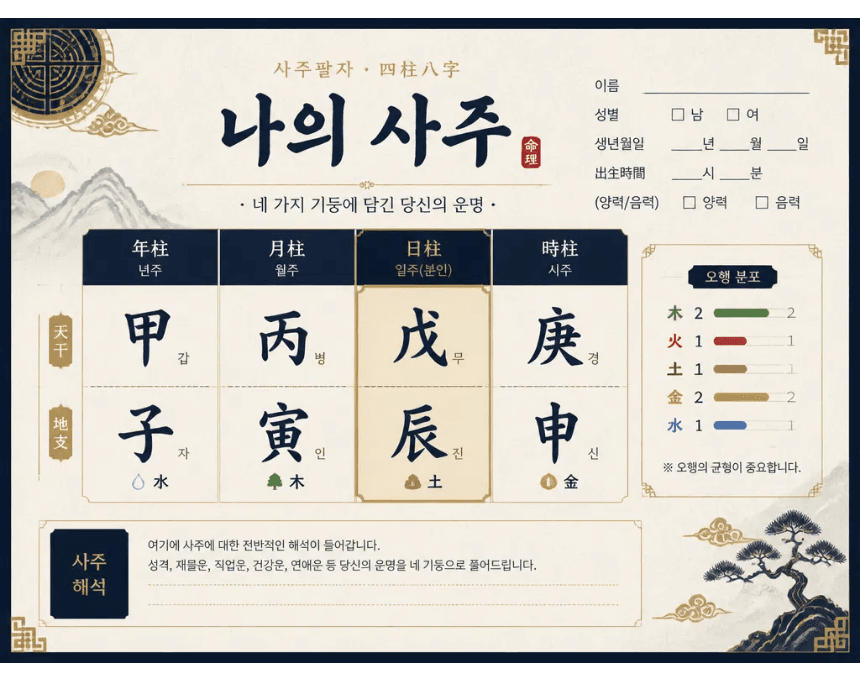 사주팔자 · 四柱八字
나의 사주
命理
· 네 가지 기둥에 담긴 당신의 운명 ·
이름
성별 □ 남 □ 여
생년월일 ____년 ____월 ____일
出主時間 ____시 ____분
(양력/음력) □ 양력 □ 음력
年柱 月柱 日柱 時柱
년주 월주 일주(분인) 시주
天干
甲 갑 丙 병 戊 무 庚 경
地支
子 자 寅 인 辰 진 申 신
水 木 土 金
오행 분포
木 2 2
火 1 1
土 1 1
金 2 2
水 1 1
※ 오행의 균형이 중요합니다.
사주
해석
여기에 사주에 대한 전반적인 해석이 들어갑니다.
성격, 재물운, 직업운, 건강운, 연애운 등 당신의 운명을 네 기둥으로 풀어드립니다.